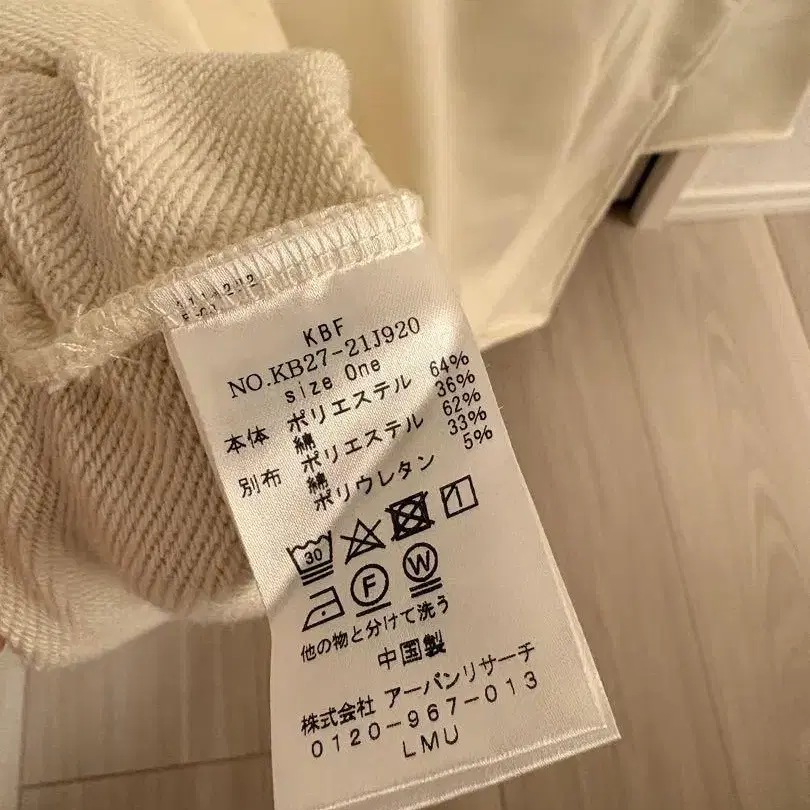 KBF
NO.KB27-21J920
size One
本体 ポリエステル 64%
綿 36%
別布 ポリエステル 62%
綿 33%
ポリウレタン 5%
30
F W
他の物と分けて洗う
中国製
株式会社 アーバンリサーチ
0120-967-013
LMU